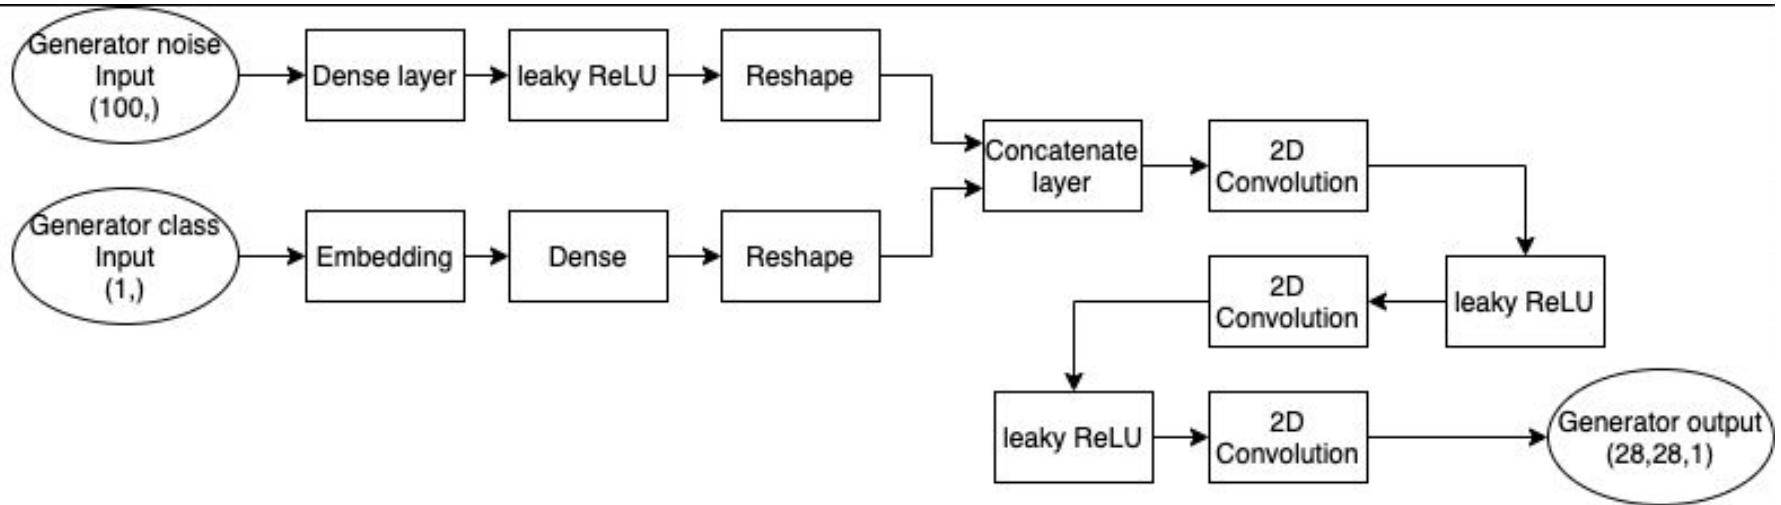 Generator noise
Input
(100,)
Dense layer
leaky ReLU
Reshape
Generator class
Input
(1,)
Embedding
Dense
Reshape
Concatenate
layer
2D
Convolution
leaky ReLU
2D
Convolution
leaky ReLU
2D
Convolution
Generator output
(28,28,1)